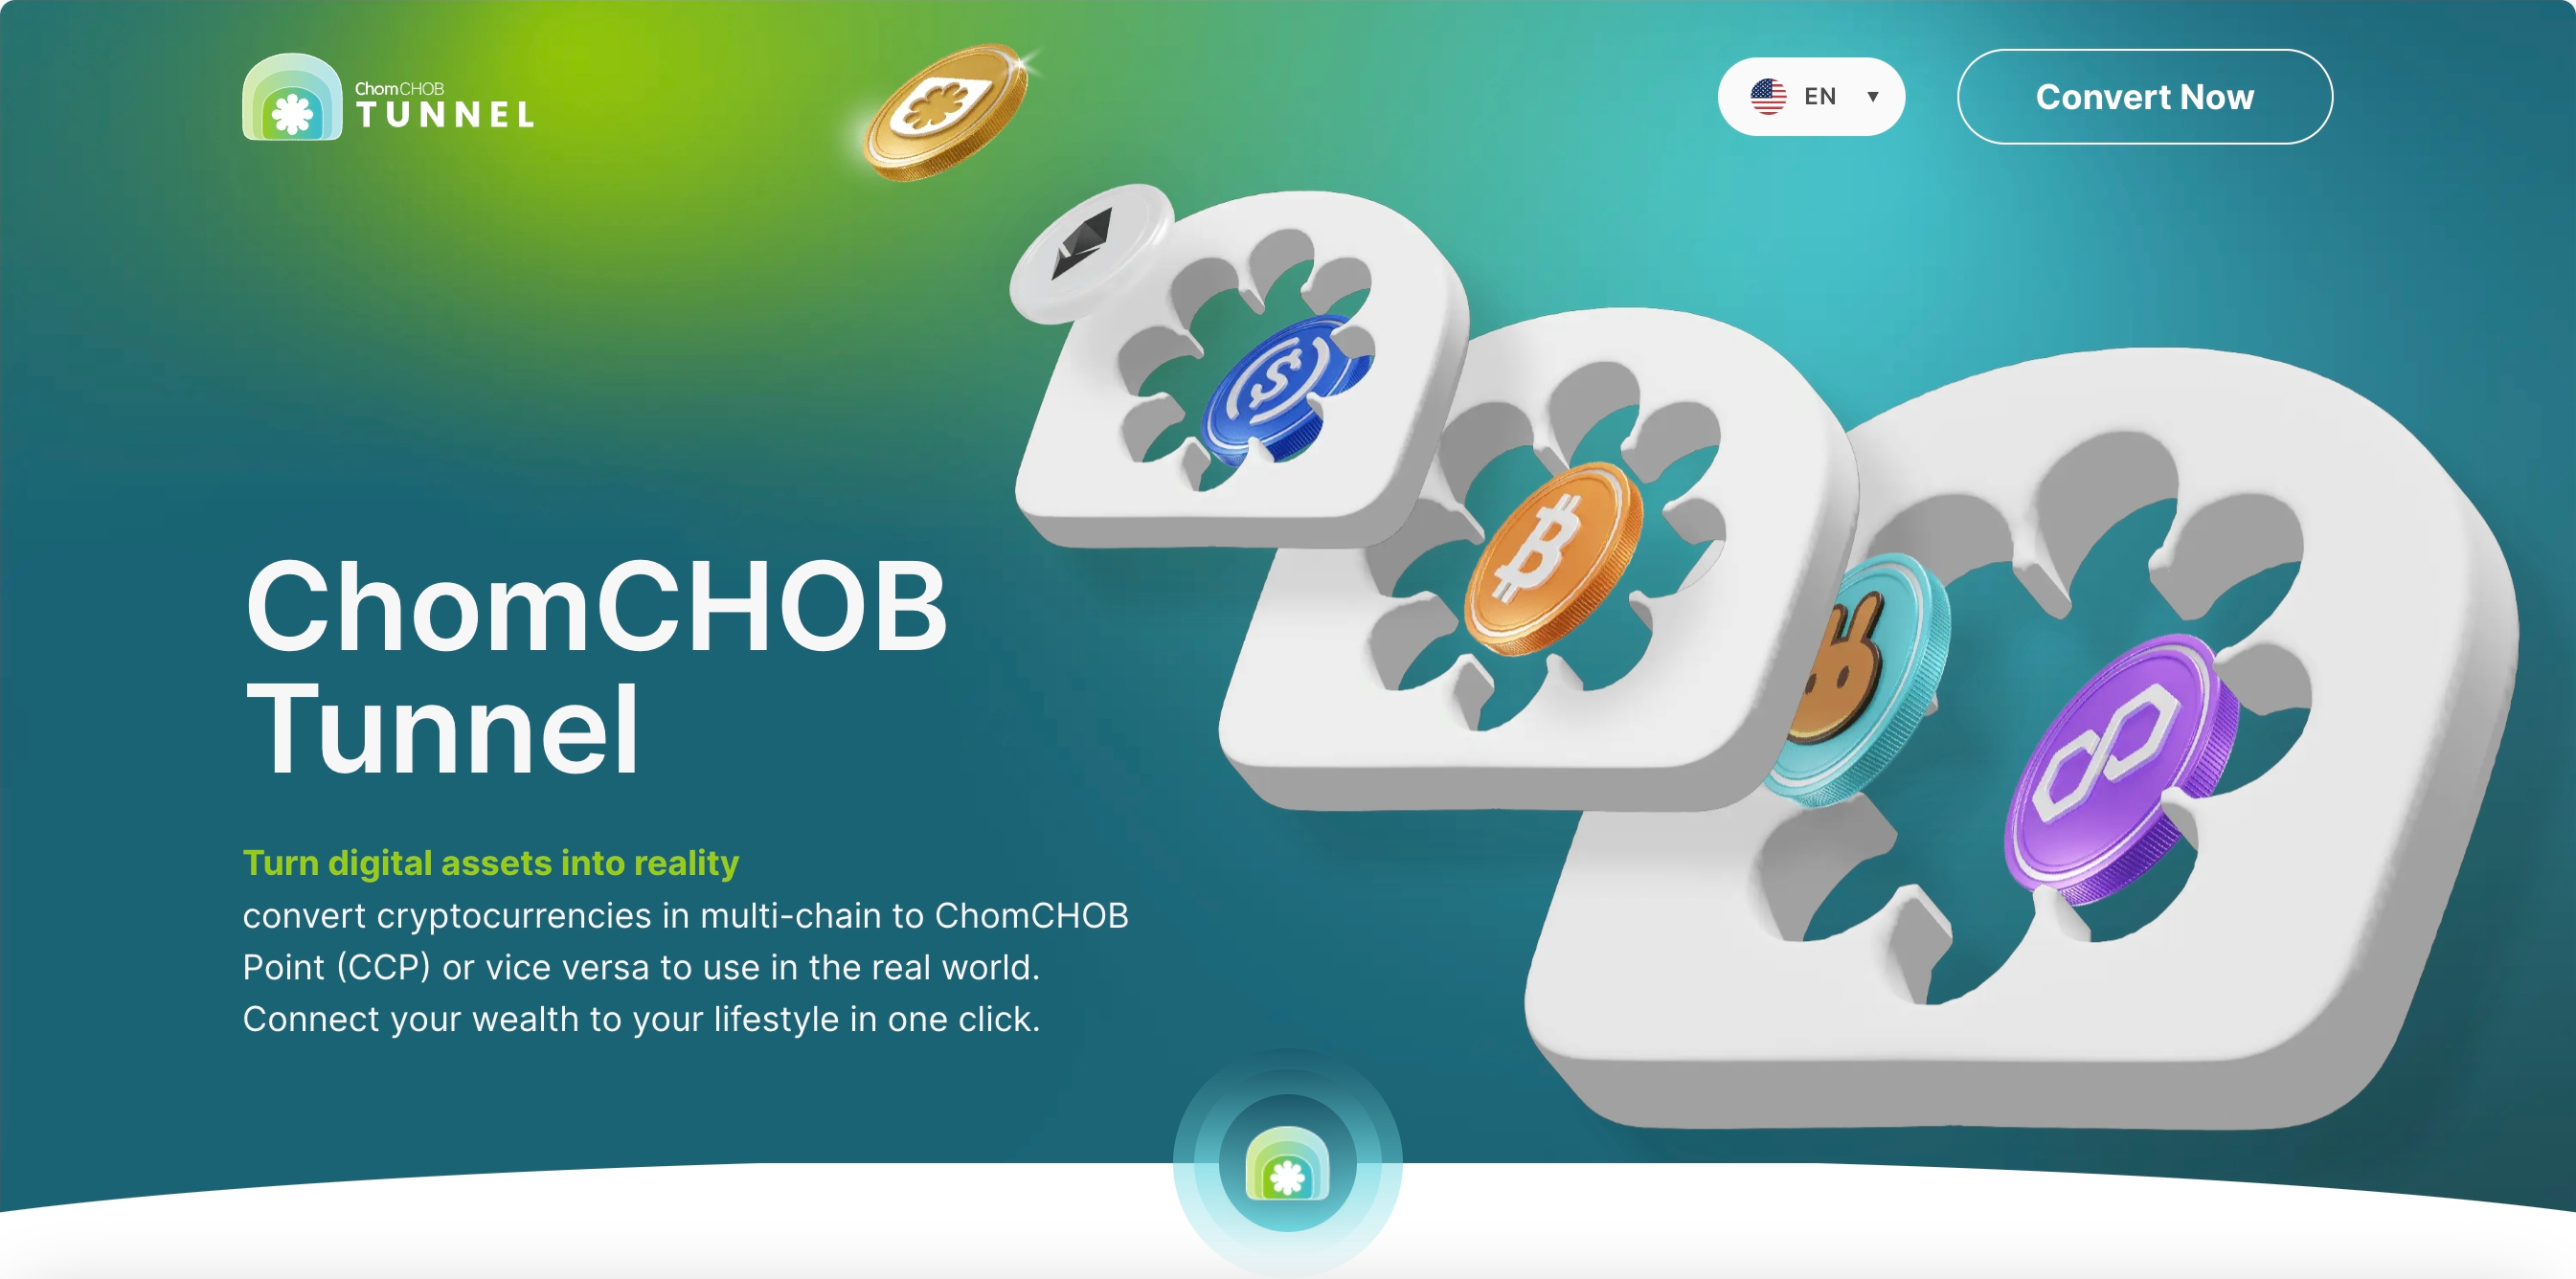 ChomCHOB
TUNNEL
EN
Convert Now
ChomCHOB
Tunnel
Turn digital assets into reality
convert cryptocurrencies in multi-chain to ChomCHOB
Point (CCP) or vice versa to use in the real world.
Connect your wealth to your lifestyle in one click.